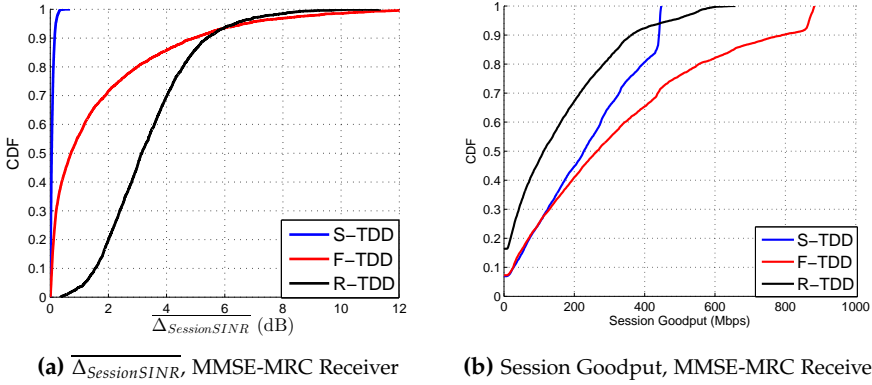 1
0.9
0.8
0.7
0.6
0.5
0.4
0.3
0.2
0.1
0
CDF
0 2 4 6 8 10 12
S−TDD
F−TDD
R−TDD
Δ_SessionSINR (dB)
(a) Δ_SessionSINR, MMSE-MRC Receiver
1
0.9
0.8
0.7
0.6
0.5
0.4
0.3
0.2
0.1
0
CDF
0 200 400 600 800 1000
S−TDD
F−TDD
R−TDD
Session Goodput (Mbps)
(b) Session Goodput, MMSE-MRC Receive